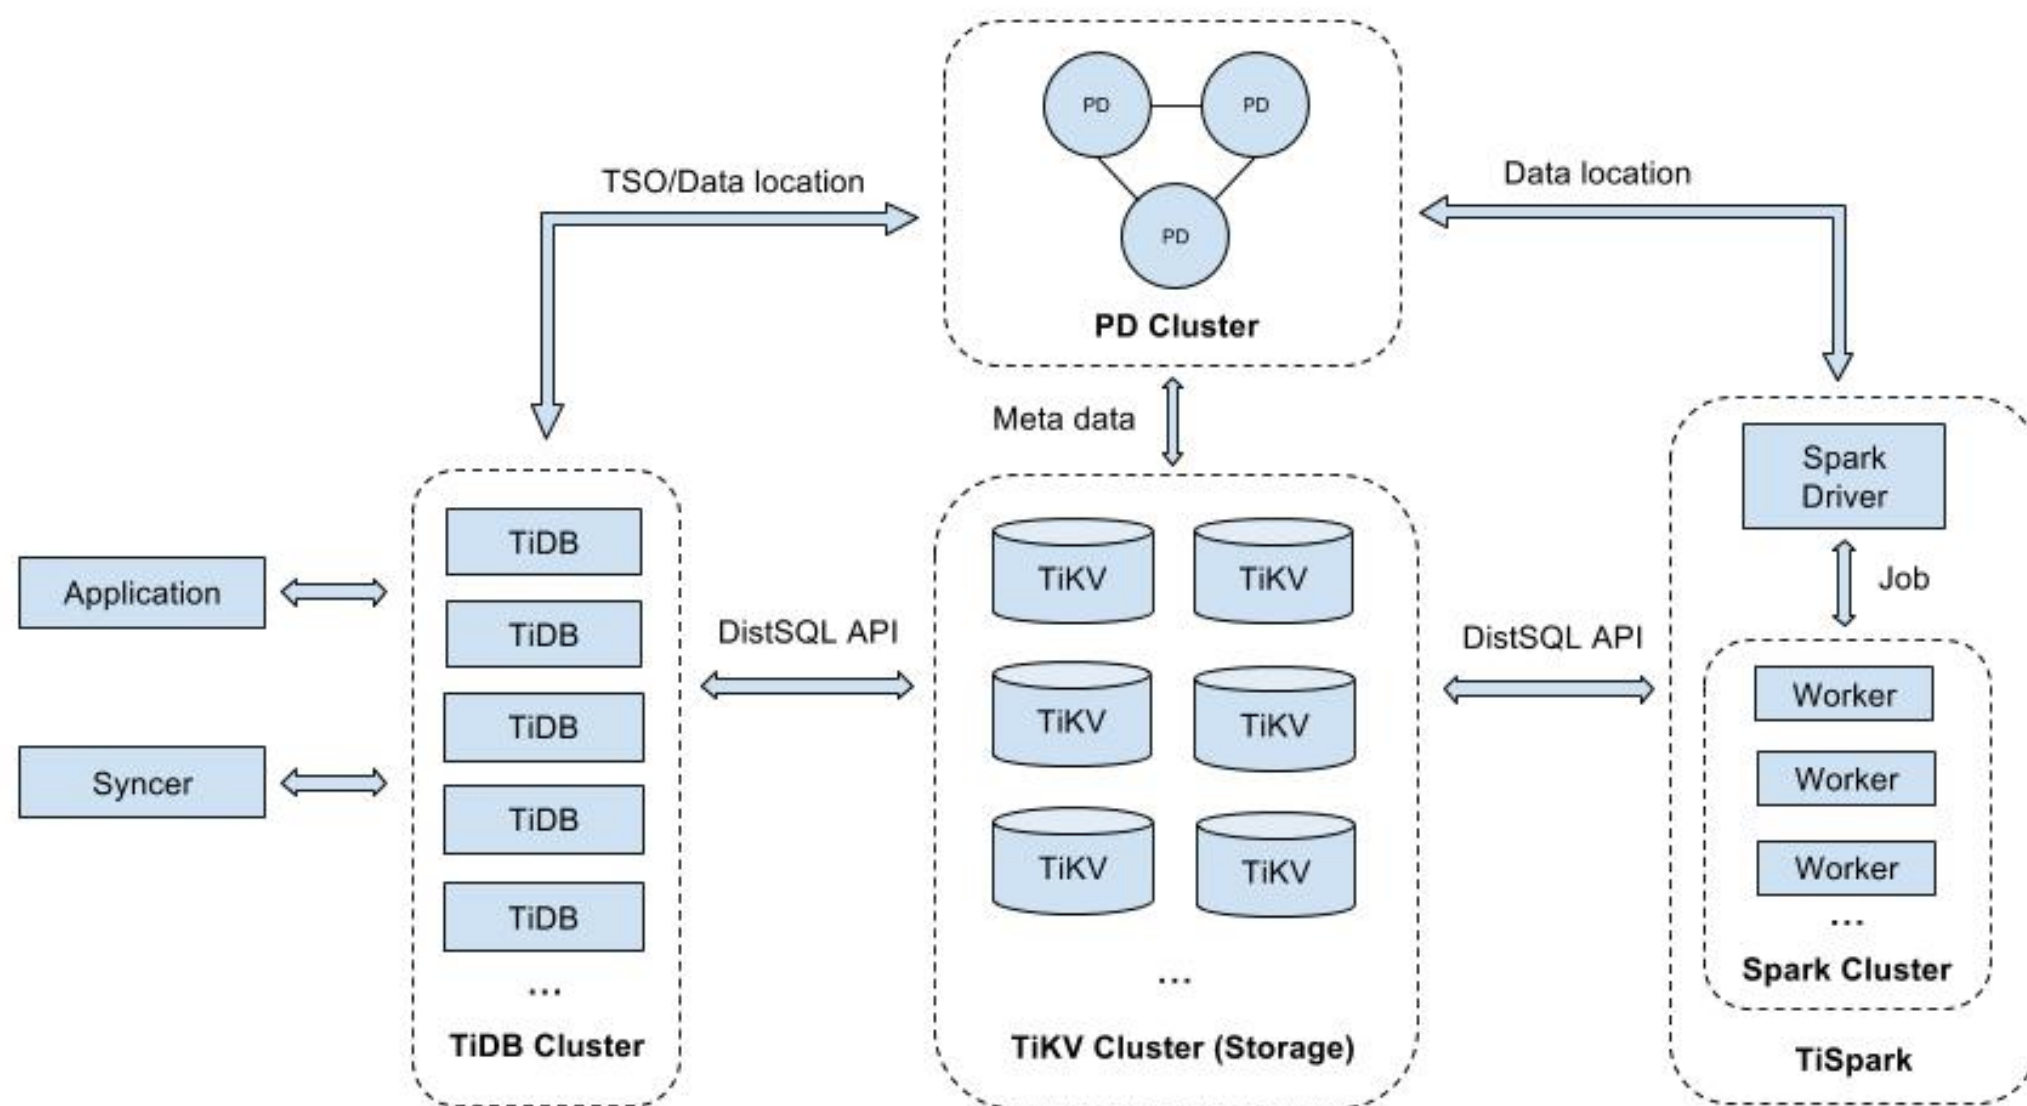 PD
PD
PD
PD Cluster
TSO/Data location
Data location
Meta data
Application
Syncer
TiDB
TiDB
TiDB
TiDB
TiDB
...
TiDB Cluster
DistSQL API
TiKV
TiKV
TiKV
TiKV
TiKV
TiKV
...
TiKV Cluster (Storage)
DistSQL API
Spark
Driver
Job
Worker
Worker
Worker
...
Spark Cluster
TiSpark